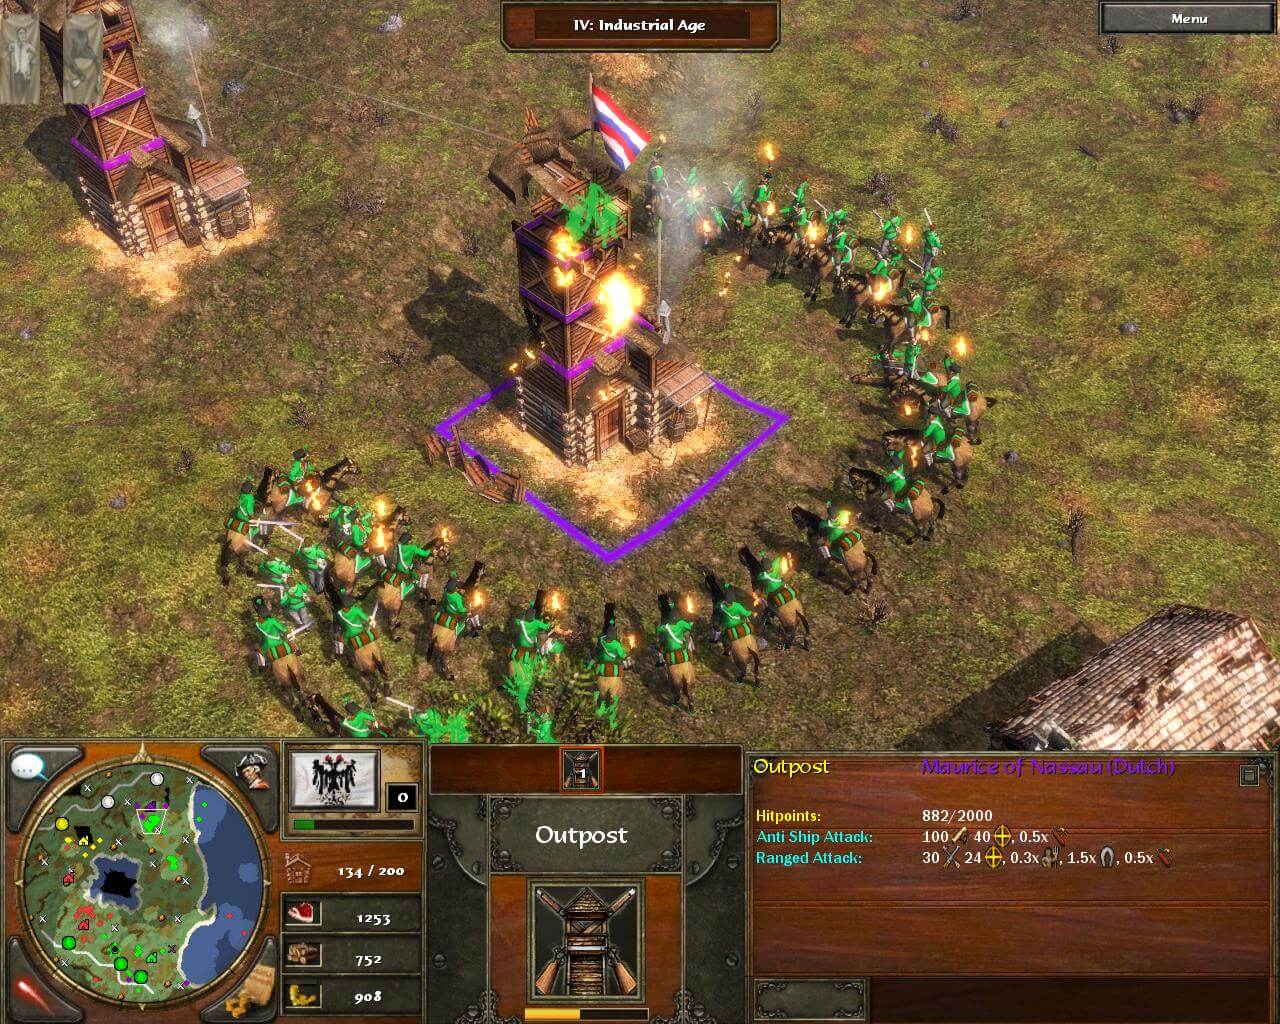 IV: Industrial Age
Menu
0
134 / 200
1253
752
908
1
Outpost
Outpost Maurice of Nassau (Dutch)
Hitpoints: 882/2000
Anti Ship Attack: 100 40 , 0.5x
Ranged Attack: 30 24 , 0.3x , 1.5x , 0.5x